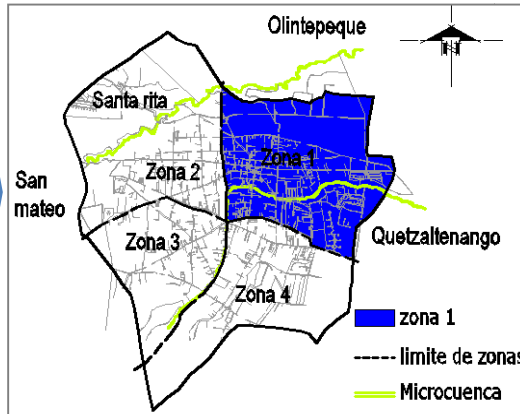 Olintepeque
N
Santa rita
Zona 1
Zona 2
San
mateo
Quetzaltenango
Zona 3
Zona 4
zona 1
limite de zonas
Microcuenca